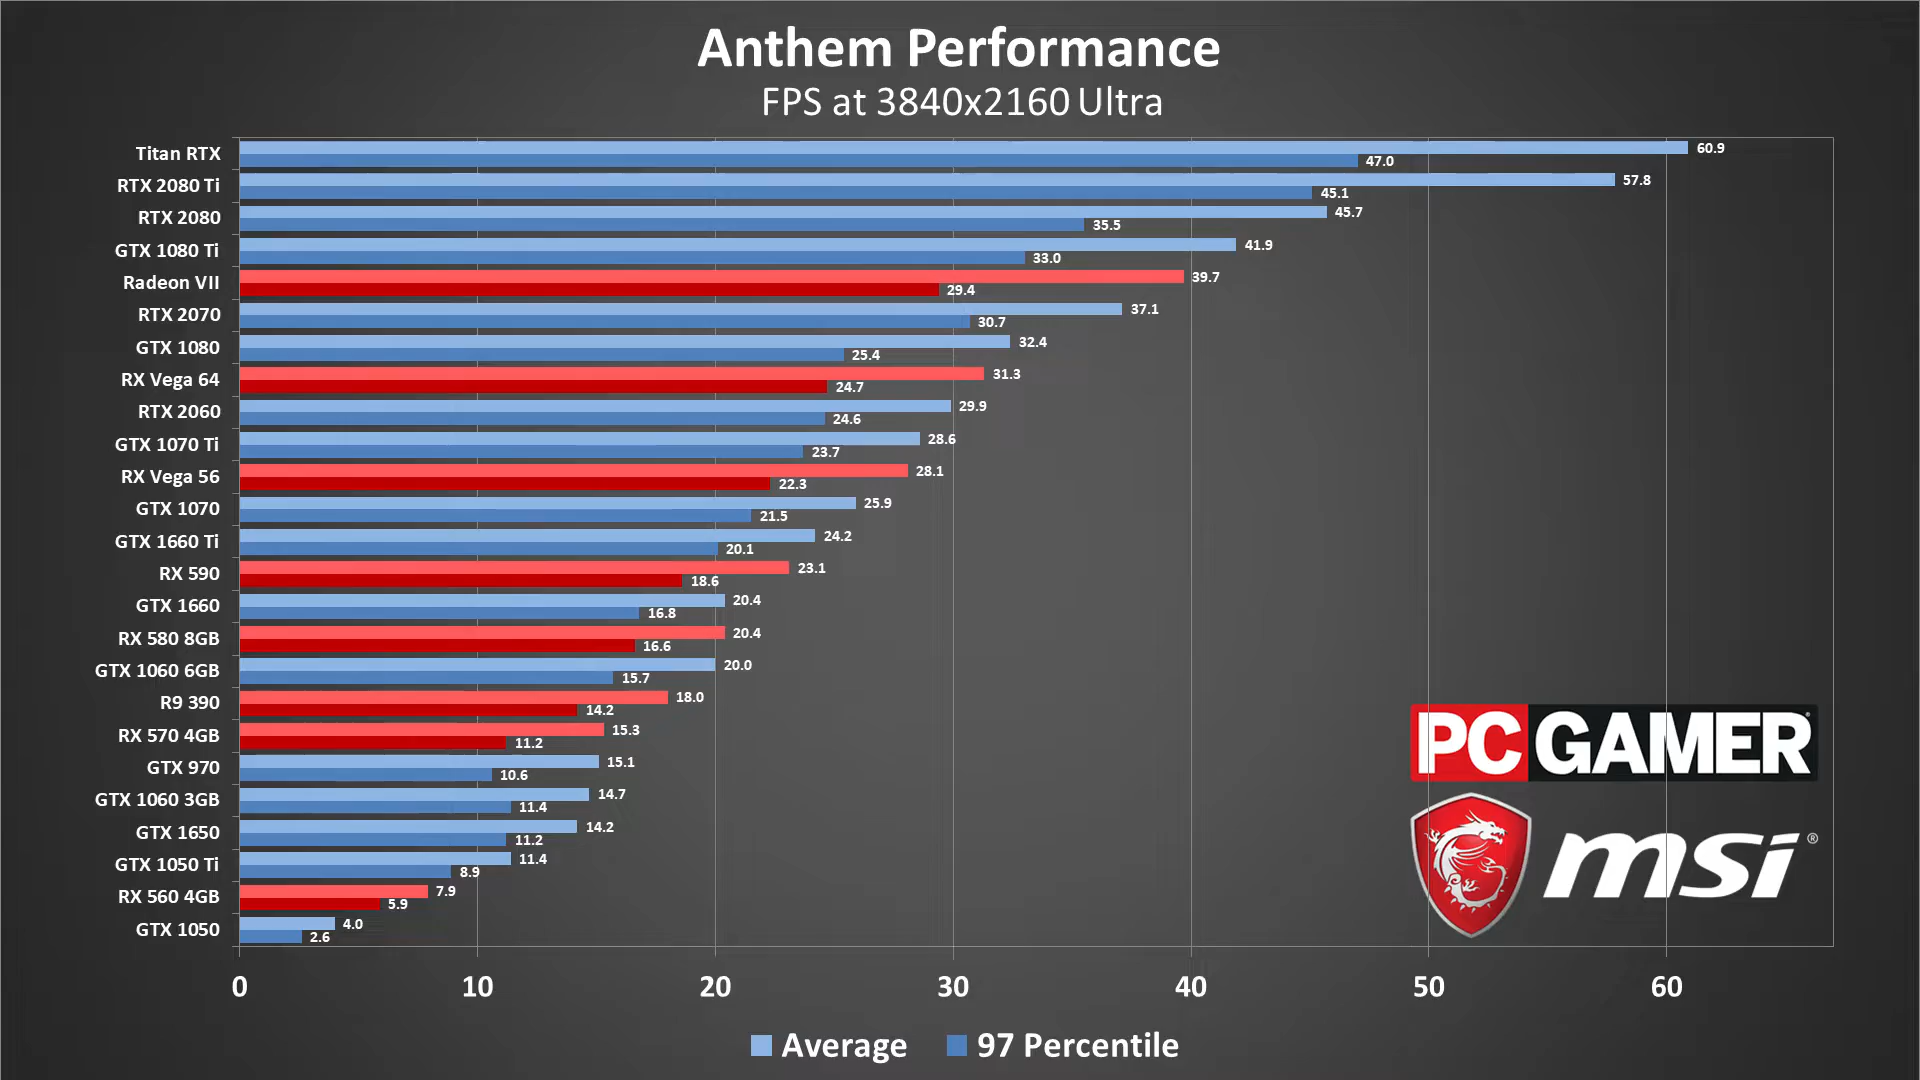 Anthem Performance
FPS at 3840x2160 Ultra
Titan RTX 60.9 47.0
RTX 2080 Ti 57.8 45.1
RTX 2080 45.7 35.5
GTX 1080 Ti 41.9 33.0
Radeon VII 39.7 29.4
RTX 2070 37.1 30.7
GTX 1080 32.4 25.4
RX Vega 64 31.3 24.7
RTX 2060 29.9 24.6
GTX 1070 Ti 28.6 23.7
RX Vega 56 28.1 22.3
GTX 1070 25.9 21.5
GTX 1660 Ti 24.2 20.1
RX 590 23.1 18.6
GTX 1660 20.4 16.8
RX 580 8GB 20.4 16.6
GTX 1060 6GB 20.0 15.7
R9 390 18.0 14.2
RX 570 4GB 15.3 11.2
GTX 970 15.1 10.6
GTX 1060 3GB 14.7 11.4
GTX 1650 14.2 11.2
GTX 1050 Ti 11.4 8.9
RX 560 4GB 7.9 5.9
GTX 1050 4.0 2.6
0 10 20 30 40 50 60
Average 97 Percentile
PC GAMER
msi®